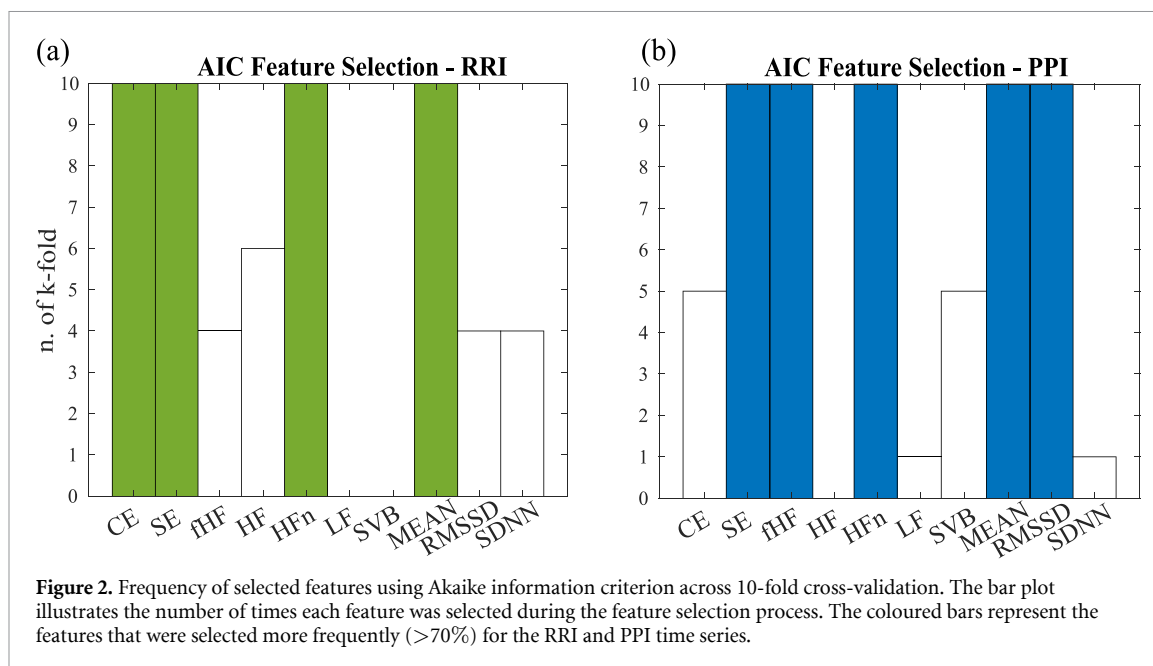 (a)
AIC Feature Selection - RRI
10
9
8
7
6
5
4
3
2
1
0
n. of k-fold
CE
SE
fHF
HF
HFn
LF
SVB
MEAN
RMSSD
SDNN
(b)
AIC Feature Selection - PPI
10
9
8
7
6
5
4
3
2
1
0
CE
SE
fHF
HF
HFn
LF
SVB
MEAN
RMSSD
SDNN
Figure 2. Frequency of selected features using Akaike information criterion across 10-fold cross-validation. The bar plot
illustrates the number of times each feature was selected during the feature selection process. The coloured bars represent the
features that were selected more frequently (>70%) for the RRI and PPI time series.